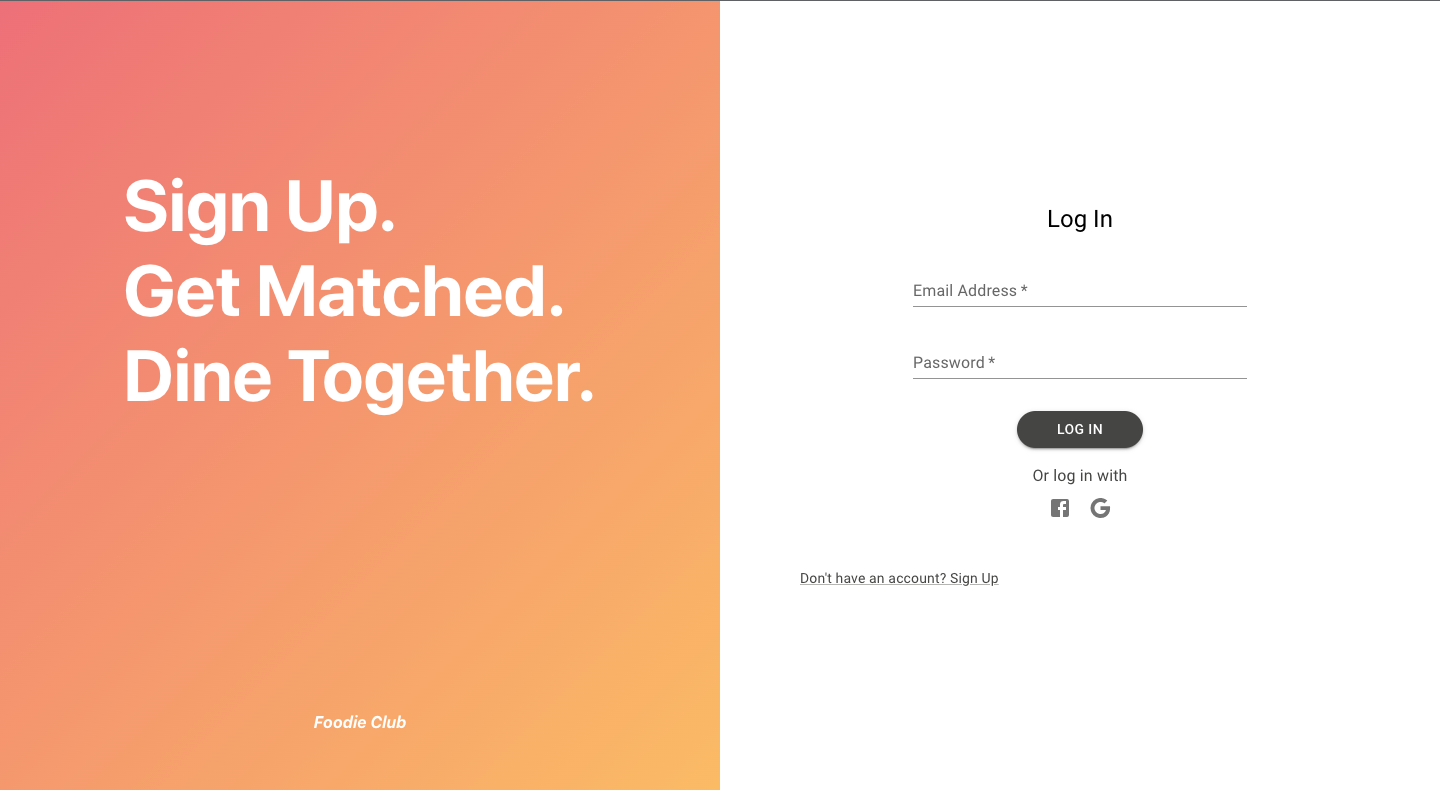 Sign Up.
Get Matched.
Dine Together.
Foodie Club
Log In
Email Address *
Password *
LOG IN
Or log in with
Don't have an account? Sign Up